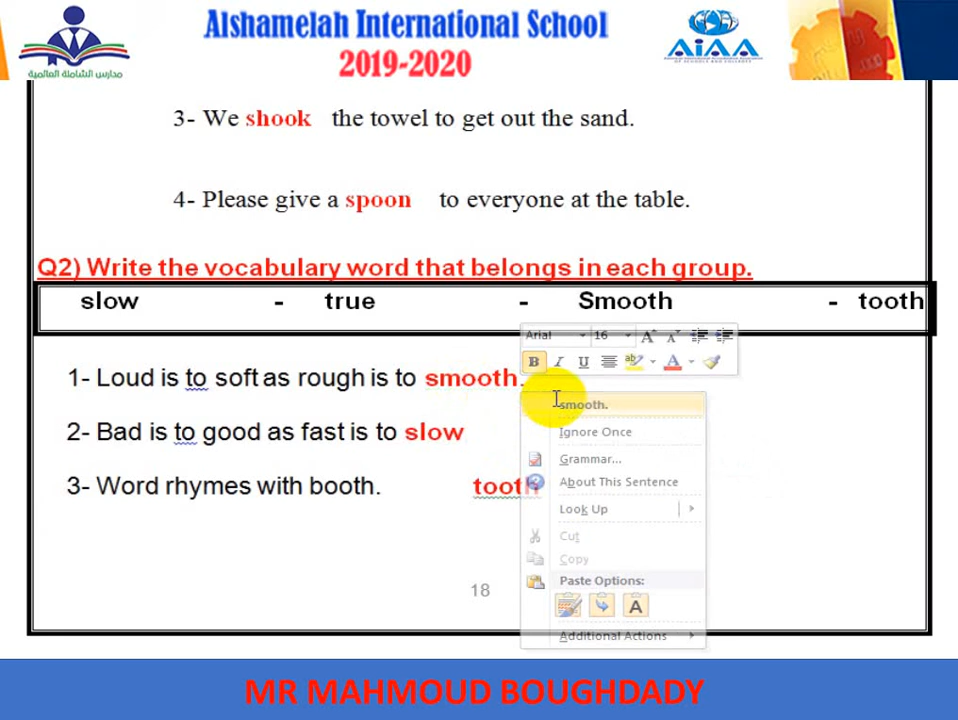 Alshamelah International School
2019-2020
مدارس الشاملة العالمية
AIAA
3- We shook the towel to get out the sand.
4- Please give a spoon to everyone at the table.
Q2) Write the vocabulary word that belongs in each group.
slow - true - Smooth - tooth
Arial 16
1- Loud is to soft as rough is to smooth.
smooth.
2- Bad is to good as fast is to slow
Ignore Once
Grammar...
3- Word rhymes with booth. tooth
About This Sentence
Look Up
Cut
Copy
Paste Options:
18
Additional Actions
MR MAHMOUD BOUGHDADY